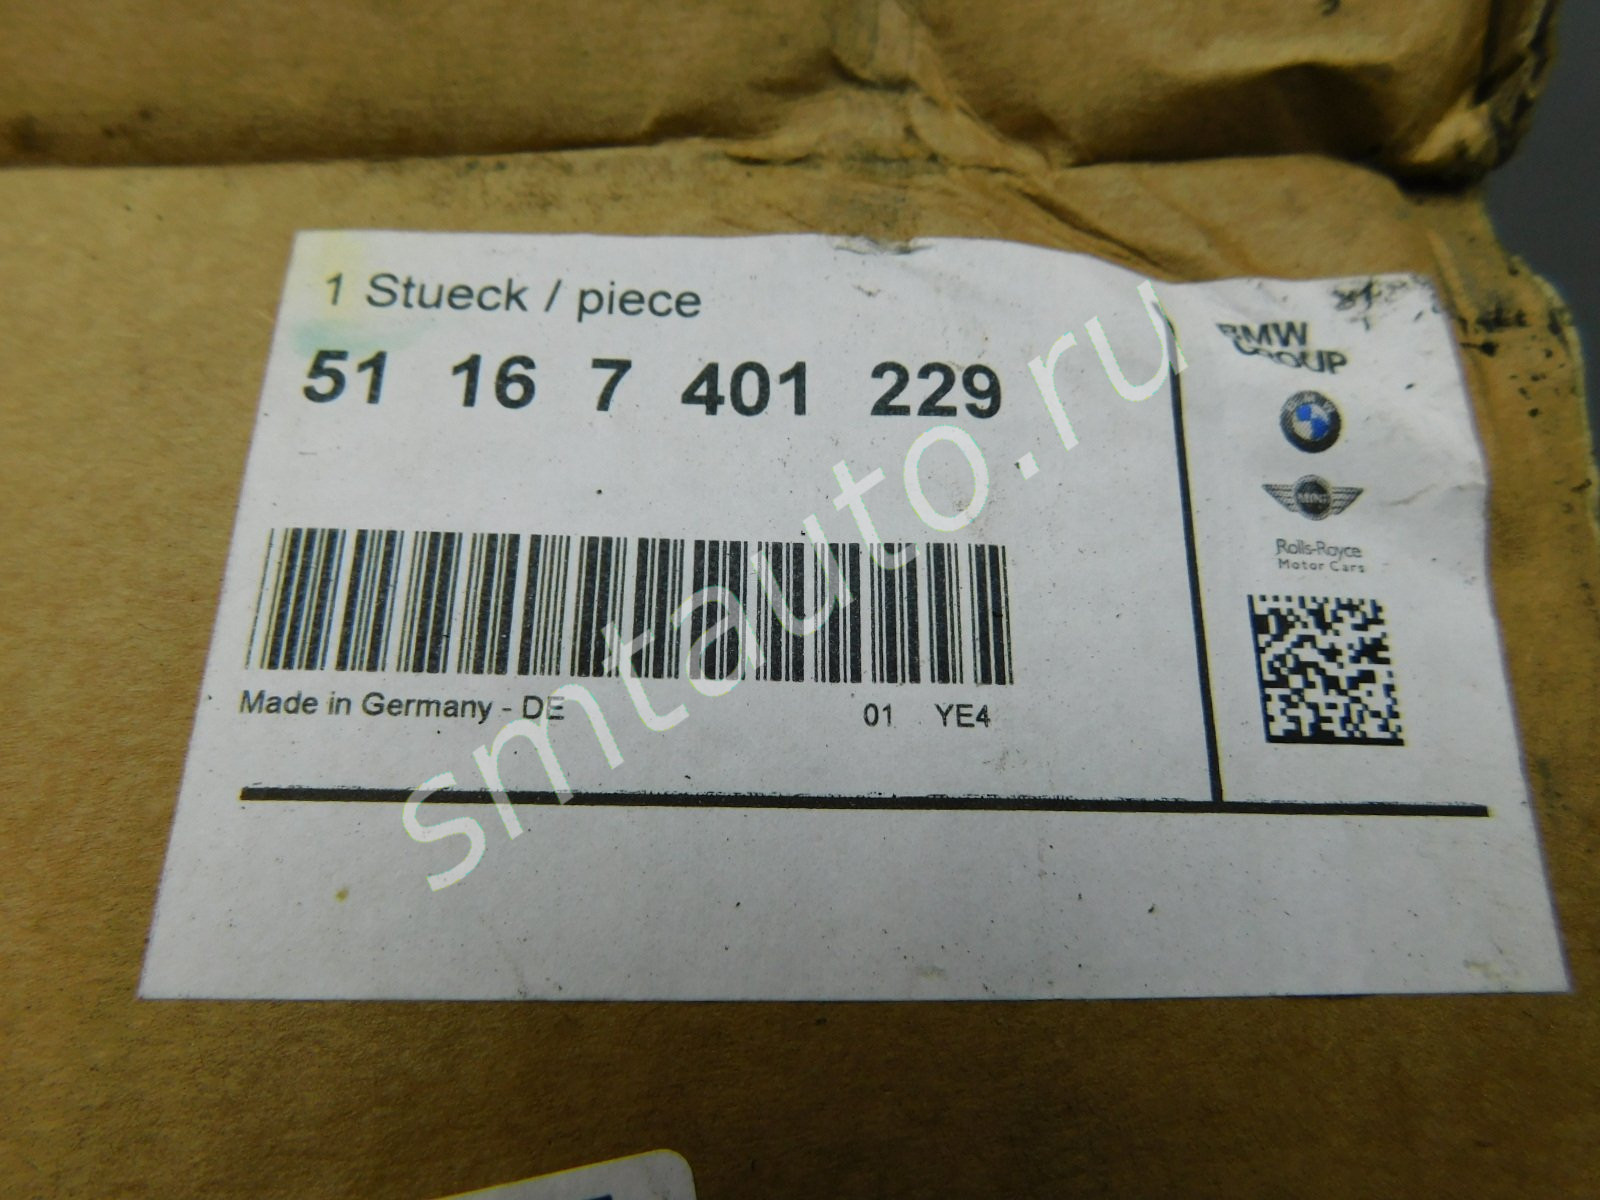 1 Stueck / piece
51 16 7 401 229
BMW
GROUP
MINI
Rolls-Royce
Motor Cars
Made in Germany - DE 01 YE4
smtauto.ru